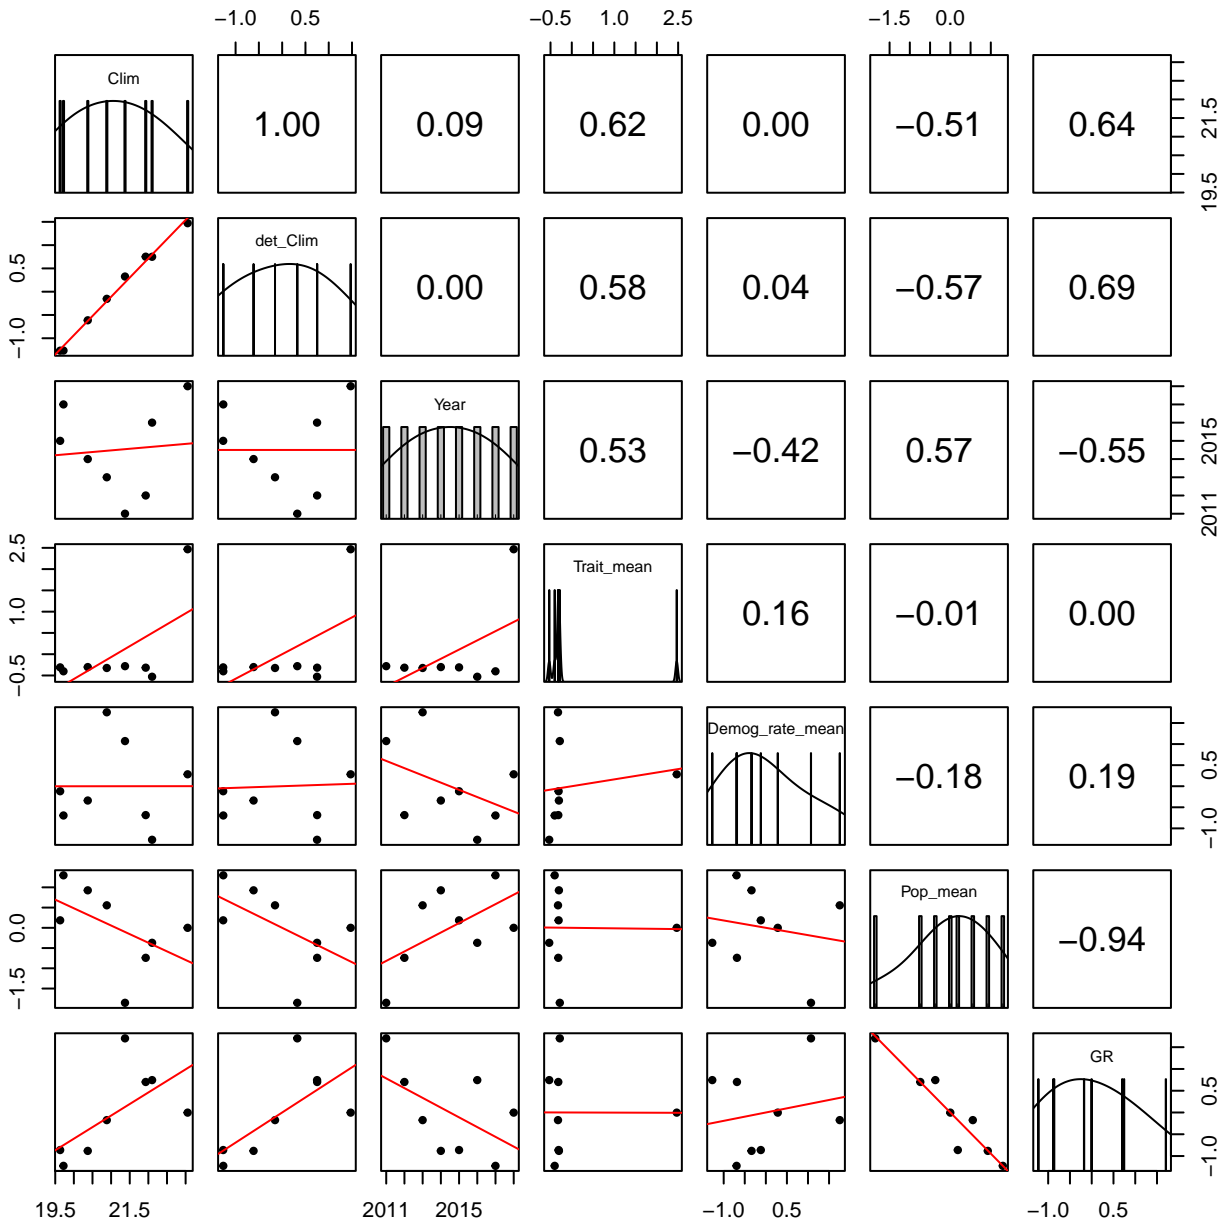 −1.0 0.5 −0.5 1.0 2.5 −1.5 0.0
Clim 1.00 0.09 0.62 0.00 −0.51 0.64 19.5 21.5
−1.0 0.5 det_Clim 0.00 0.58 0.04 −0.57 0.69
Year 0.53 −0.42 0.57 −0.55 2011 2015
−0.5 1.0 2.5 Trait_mean 0.16 −0.01 0.00
Demog_rate_mean −0.18 0.19 −1.0 0.5
−1.5 0.0 Pop_mean −0.94
GR −1.0 0.5
19.5 21.5 2011 2015 −1.0 0.5 −1.0 0.5